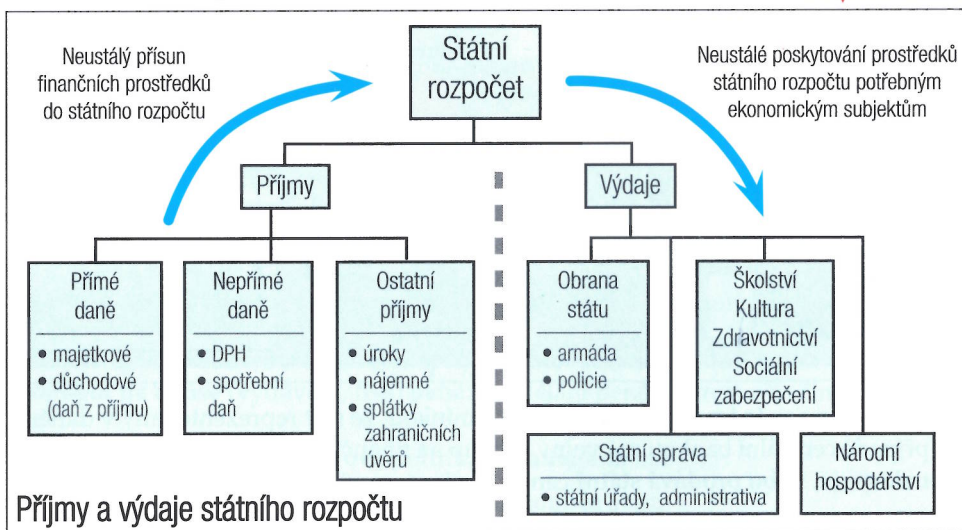 Neustálý přísun
finančních prostředků
do státního rozpočtu
Státní
rozpočet
Neustálé poskytování prostředků
státního rozpočtu potřebným
ekonomickým subjektům
Příjmy
Výdaje
Přímé
daně
• majetkové
• důchodové
(daň z příjmu)
Nepřímé
daně
• DPH
• spotřební
daň
Ostatní
příjmy
• úroky
• nájemné
• splátky
zahraničních
úvěrů
Obrana
státu
• armáda
• policie
Školství
Kultura
Zdravotnictví
Sociální
zabezpečení
Státní správa
• státní úřady, administrativa
Národní
hospodářství
Příjmy a výdaje státního rozpočtu